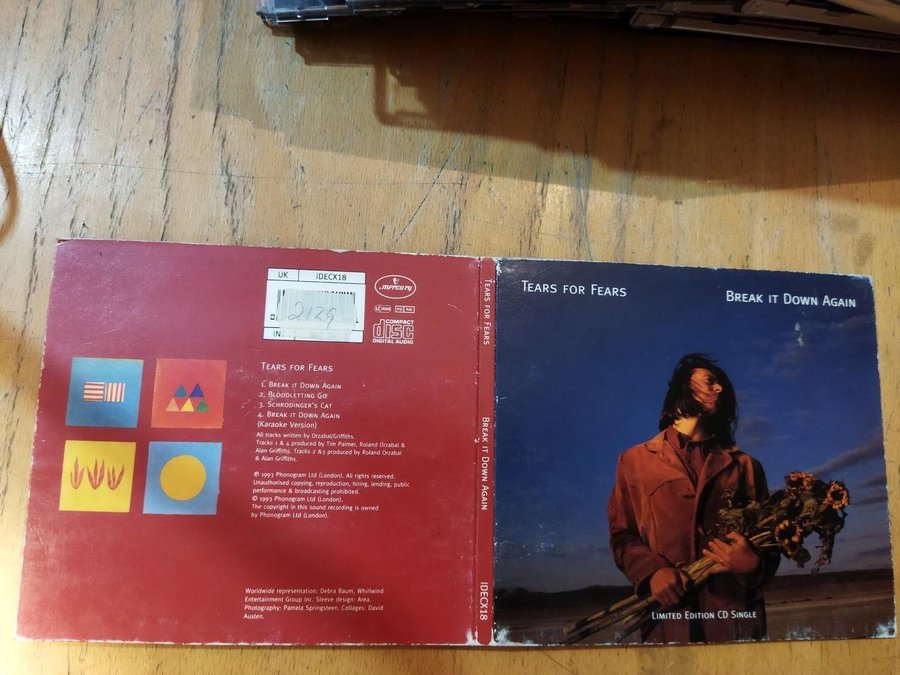 UK IDECX18
2129
IN
mercury
LC 0268 PY 940
COMPACT
disc
DIGITAL AUDIO
Tears for Fears
1. Break it Down Again
2. Bloodletting Go
3. Schrodinger's Cat
4. Break it Down Again
(Karaoke Version)
All tracks written by Orzabal/Griffiths.
Tracks 1 & 4 produced by Tim Palmer, Roland Orzabal &
Alan Griffiths. Tracks 2 &3 produced by Roland Orzabal
& Alan Griffiths.
℗ 1993 Phonogram Ltd (London). All rights reserved.
Unauthorised copying, reproduction, hiring, lending, public
performance & broadcasting prohibited.
© 1993 Phonogram Ltd (London).
The copyright in this sound recording is owned
by Phonogram Ltd (London).
Worldwide representation: Debra Baum, Whirlwind
Entertainment Group Inc. Sleeve design: Area.
Photography: Pamela Springsteen. Collages: David
Austen.
Tears for Fears
Break it Down Again
IDECX18
Tears for Fears
Break it Down Again
Limited Edition CD Single